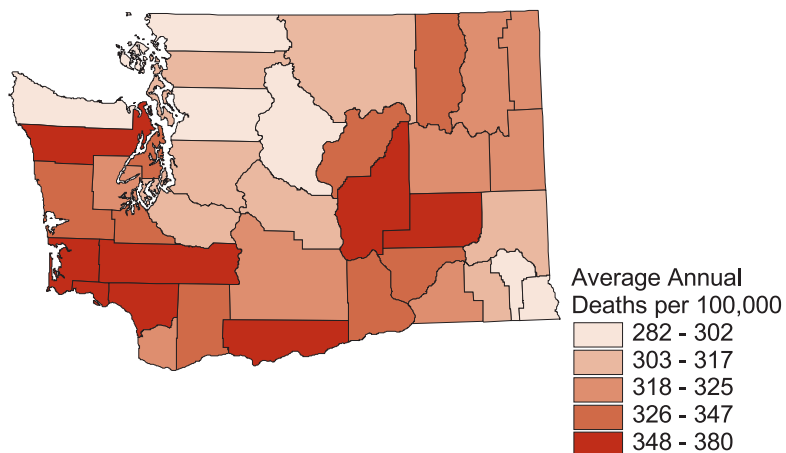 Average Annual
Deaths per 100,000
282 - 302
303 - 317
318 - 325
326 - 347
348 - 380